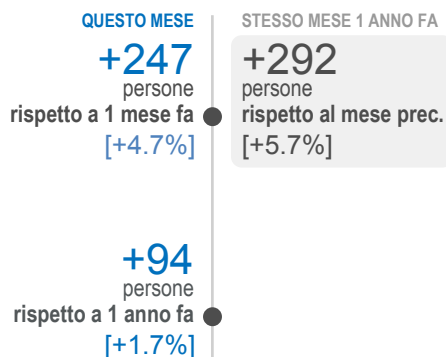 QUESTO MESE
+247
persone
rispetto a 1 mese fa
[+4.7%]
STESSO MESE 1 ANNO FA
+292
persone
rispetto al mese prec.
[+5.7%]
+94
persone
rispetto a 1 anno fa
[+1.7%]